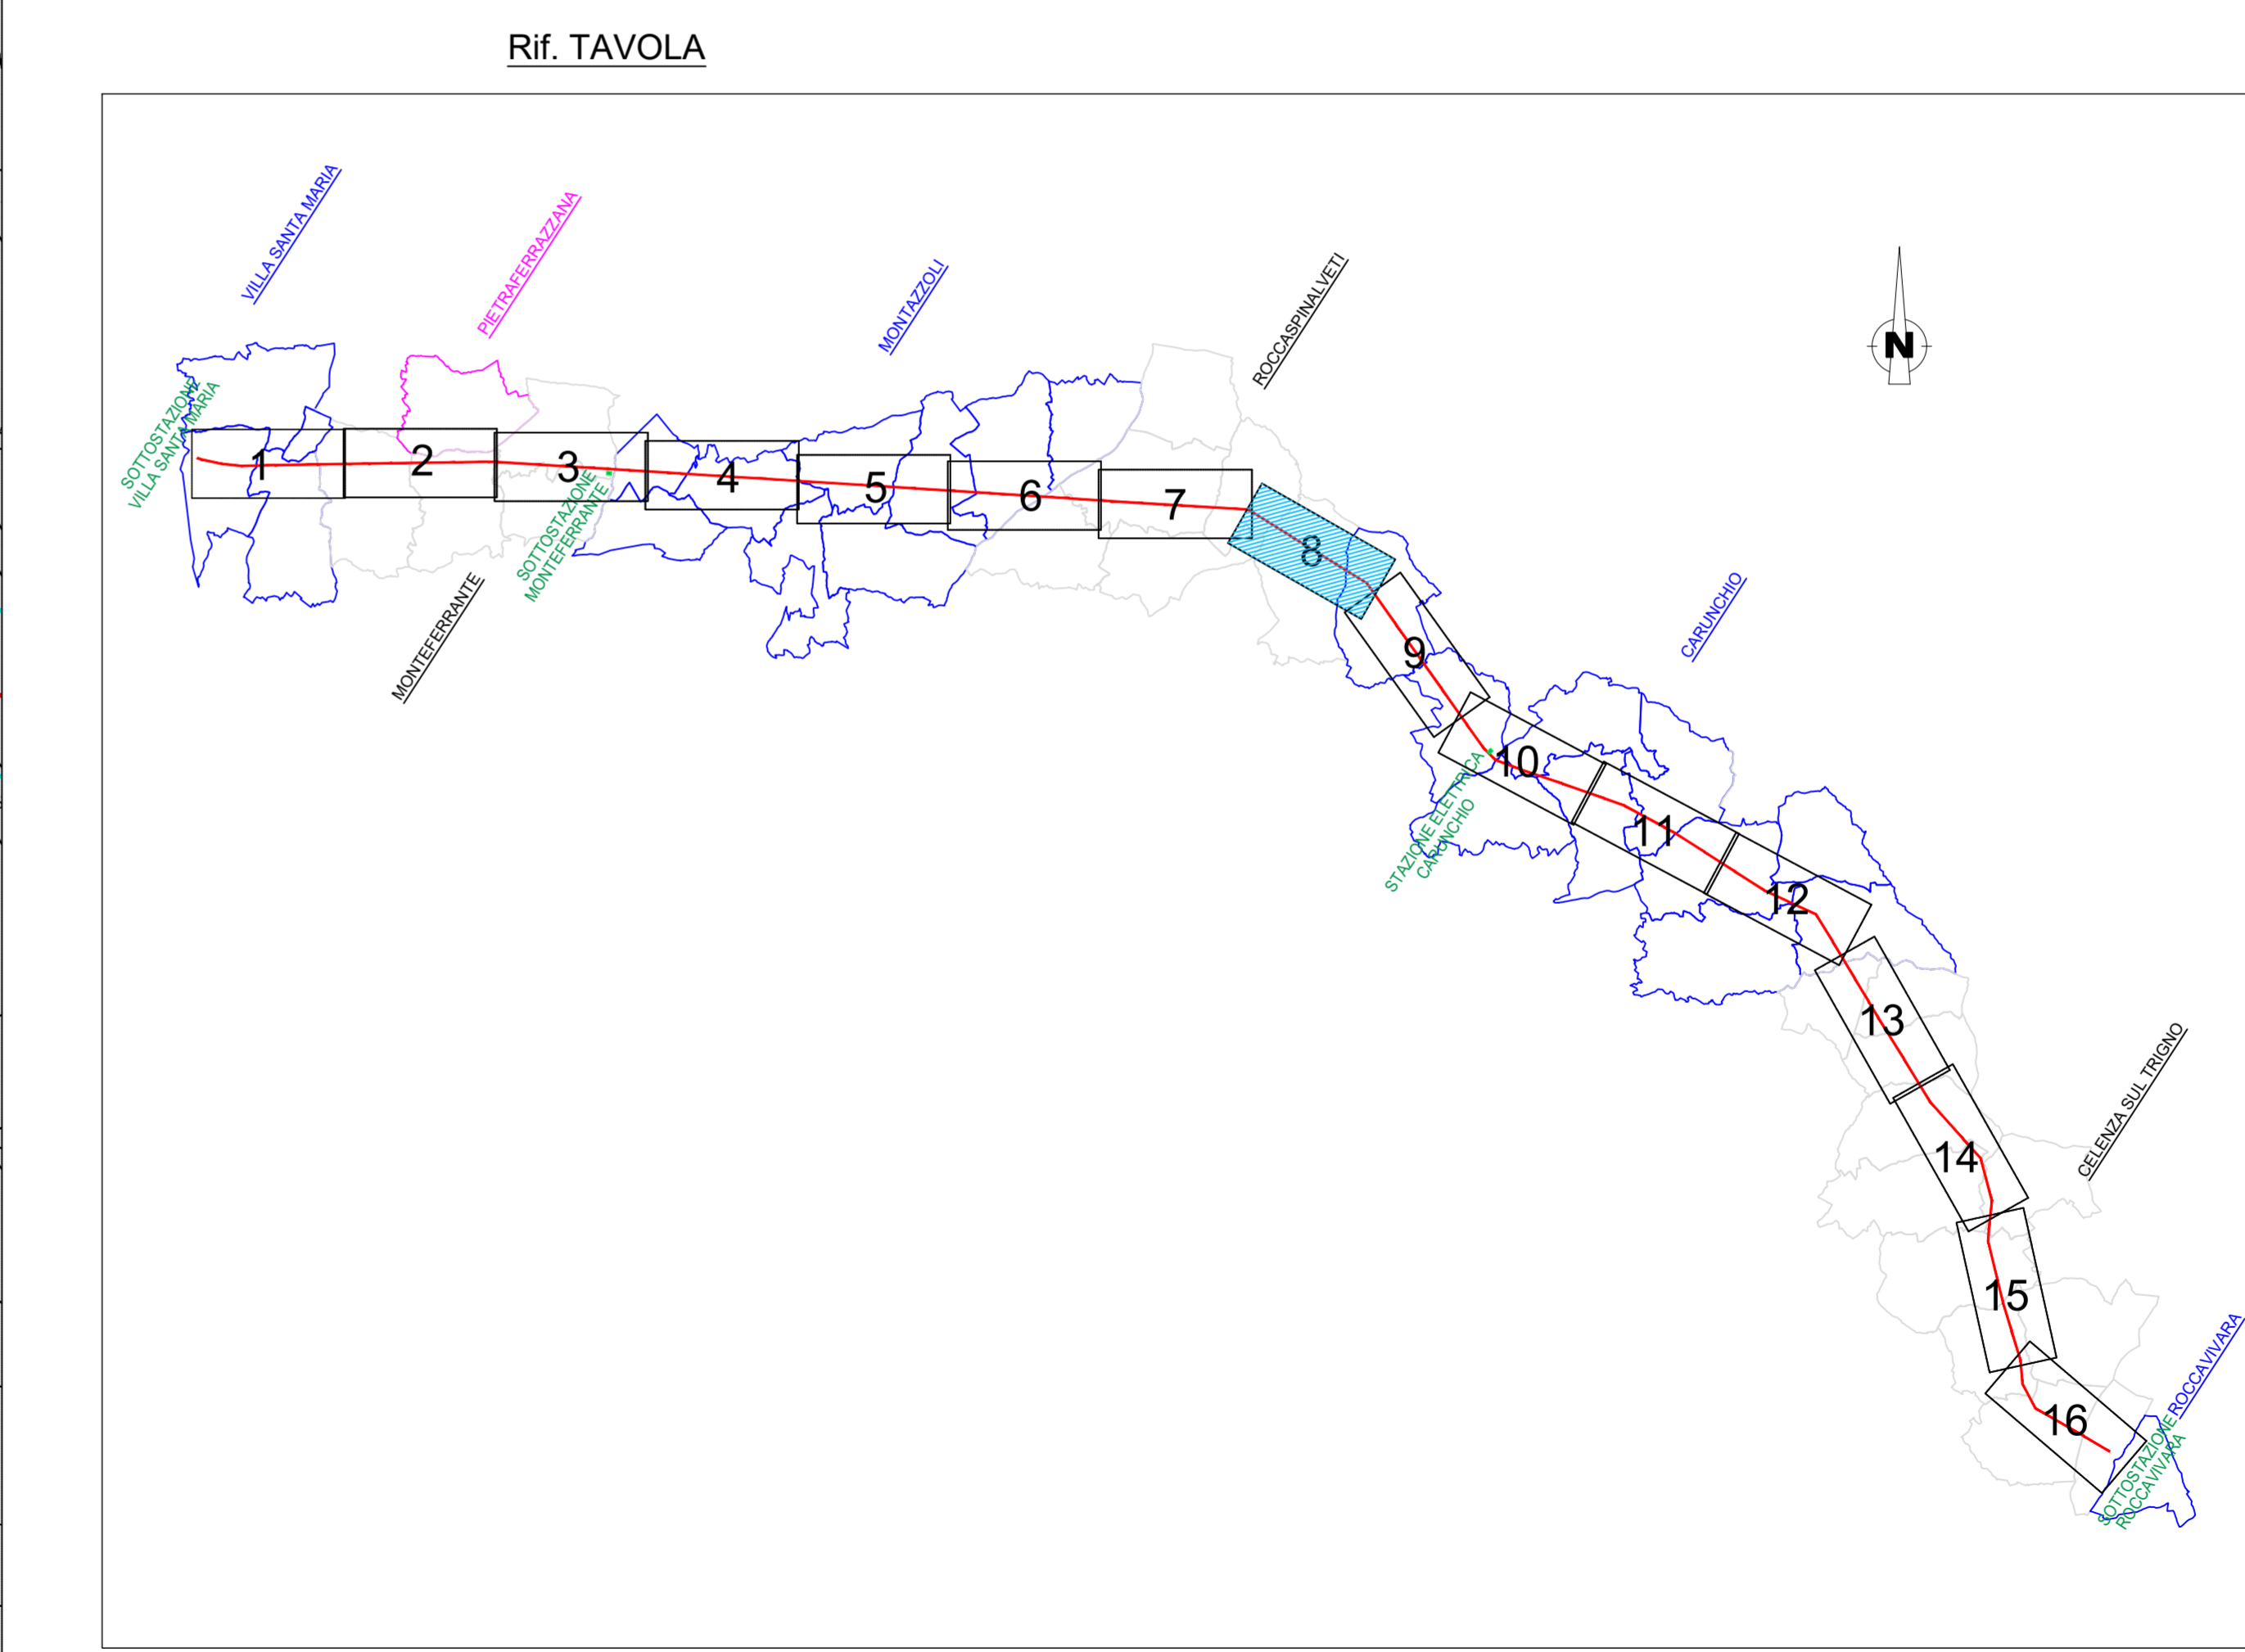 Rif. TAVOLA
VILLA SANTA MARIA
PIETRAFERRAZZANA
MONTAZZOLI
ROCCASPINALVETI
N
SOTTOSTAZIONE
VILLA SANTA MARIA
1
2
3
4
5
6
7
8
SOTTOSTAZIONE
MONTEFERRANTE
MONTEFERRANTE
CARUNCHIO
9
10
STAZIONE ELETTRICA
CARUNCHIO
11
12
13
CELENZA SUL TRIGNO
14
15
ROCCAVIVARA
16
SOTTOSTAZIONE
ROCCAVIVARA